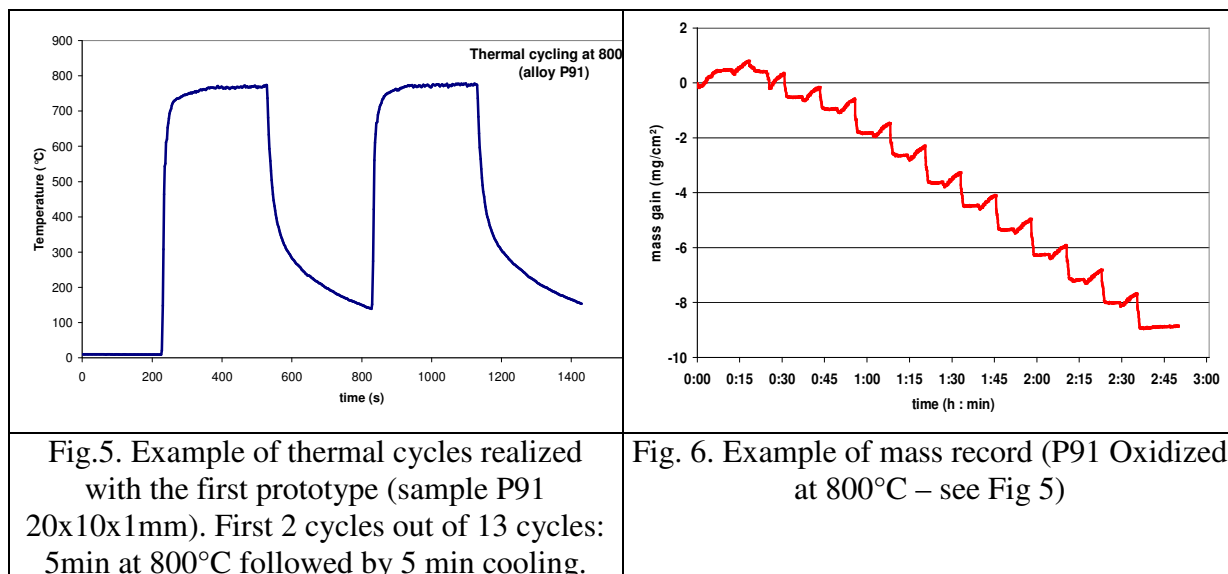 Thermal cycling at 800
(alloy P91)
900
800
700
600
500
400
300
200
100
0
Temperature (°C)
0 200 400 600 800 1000 1200 1400
time (s)
2
0
-2
-4
-6
-8
-10
mass gain (mg/cm²)
0:00 0:15 0:30 0:45 1:00 1:15 1:30 1:45 2:00 2:15 2:30 2:45 3:00
time (h : min)
Fig.5. Example of thermal cycles realized
with the first prototype (sample P91
20x10x1mm). First 2 cycles out of 13 cycles:
5min at 800°C followed by 5 min cooling.
Fig. 6. Example of mass record (P91 Oxidized
at 800°C – see Fig 5)